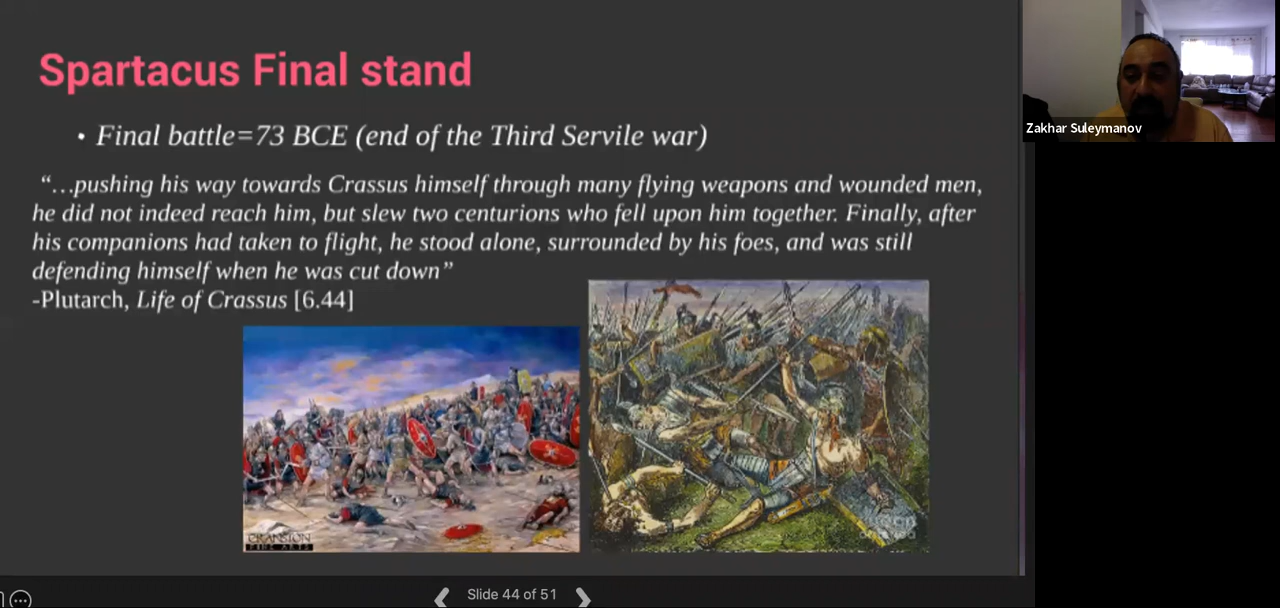 Spartacus Final stand
• Final battle=73 BCE (end of the Third Servile war)
“…pushing his way towards Crassus himself through many flying weapons and wounded men,
he did not indeed reach him, but slew two centurions who fell upon him together. Finally, after
his companions had taken to flight, he stood alone, surrounded by his foes, and was still
defending himself when he was cut down”
-Plutarch, Life of Crassus [6.44]
CRANSTON
FINE ARTS
Slide 44 of 51
Zakhar Suleymanov